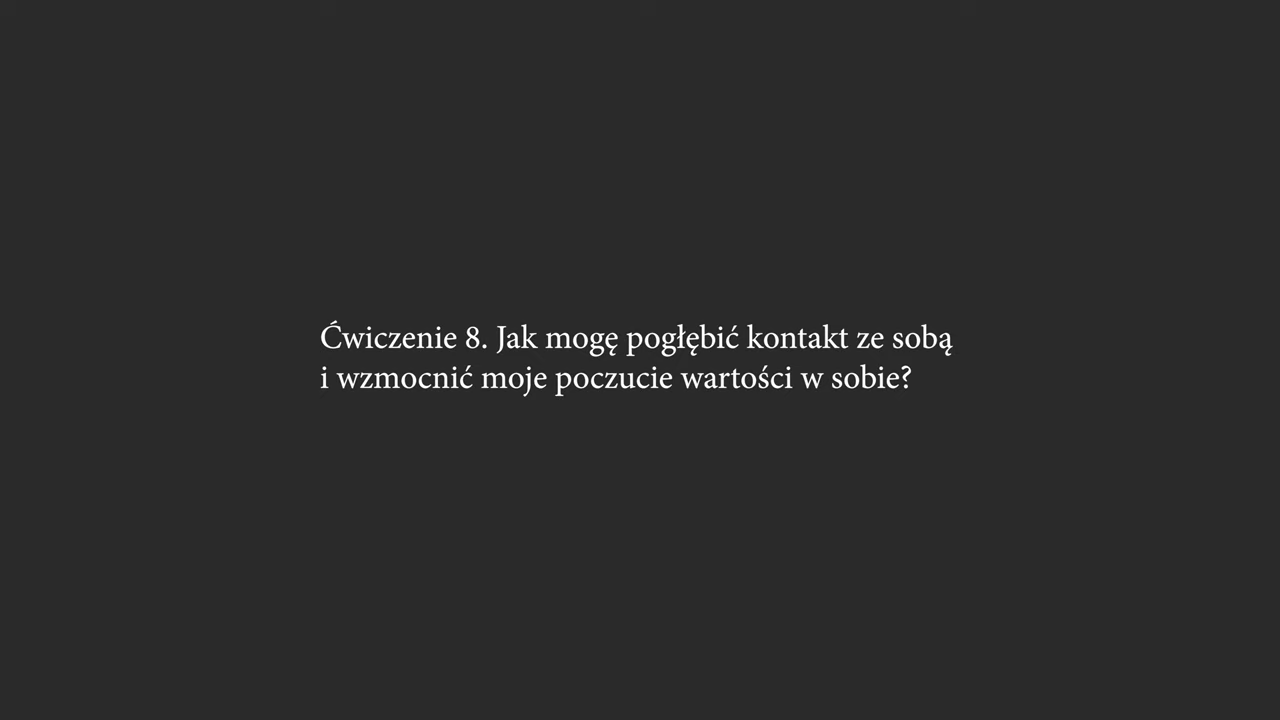 Ćwiczenie 8. Jak mogę pogłębić kontakt ze sobą
i wzmocnić moje poczucie wartości w sobie?